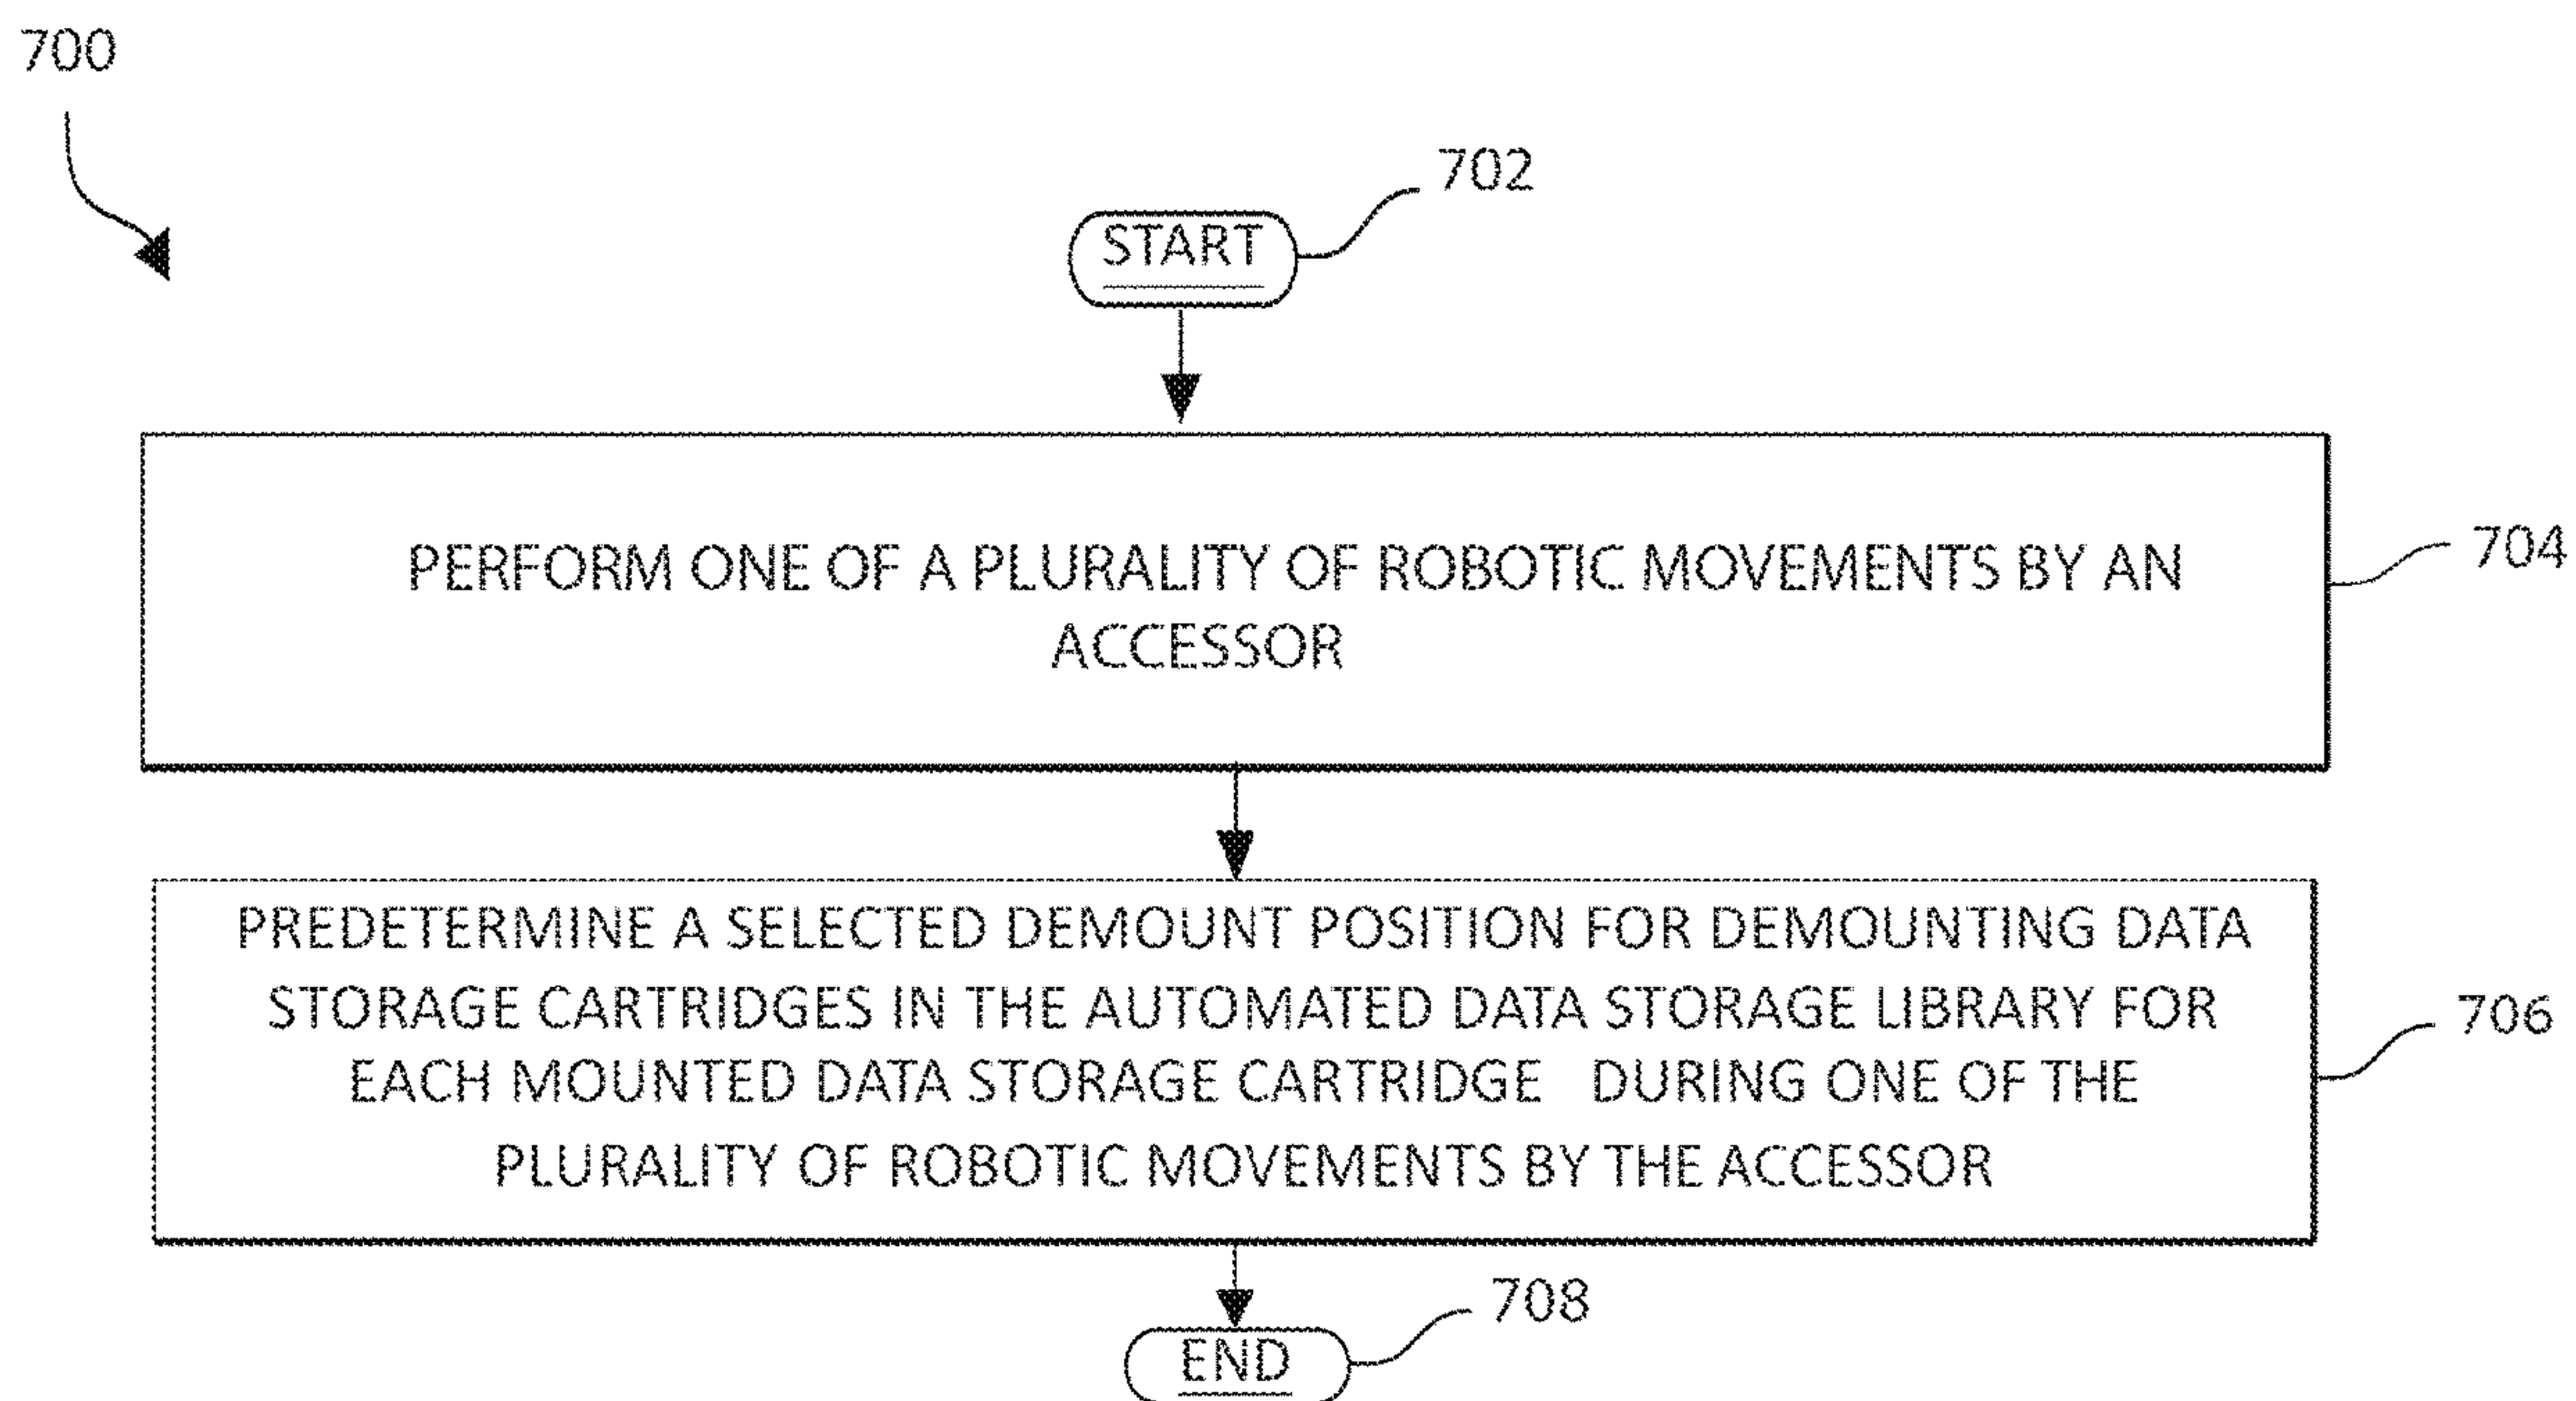 700
702
START
PERFORM ONE OF A PLURALITY OF ROBOTIC MOVEMENTS BY AN
ACCESSOR
704
PREDETERMINE A SELECTED DEMOUNT POSITION FOR DEMOUNTING DATA
STORAGE CARTRIDGES IN THE AUTOMATED DATA STORAGE LIBRARY FOR
EACH MOUNTED DATA STORAGE CARTRIDGE DURING ONE OF THE
PLURALITY OF ROBOTIC MOVEMENTS BY THE ACCESSOR
706
708
END